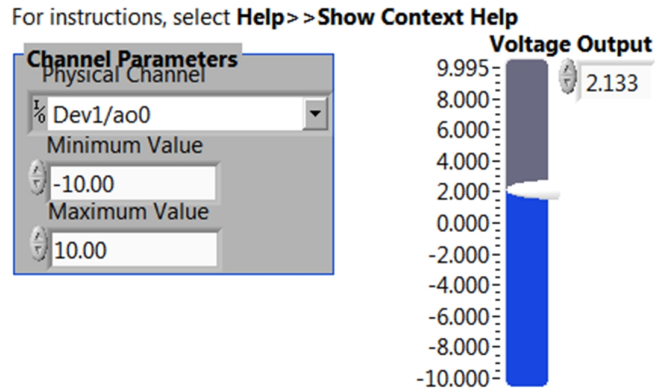 For instructions, select Help>>Show Context Help
Channel Parameters
Physical Channel
I/O Dev1/ao0
Minimum Value
-10.00
Maximum Value
10.00
Voltage Output
2.133
9.995
8.000
6.000
4.000
2.000
0.000
-2.000
-4.000
-6.000
-8.000
-10.000